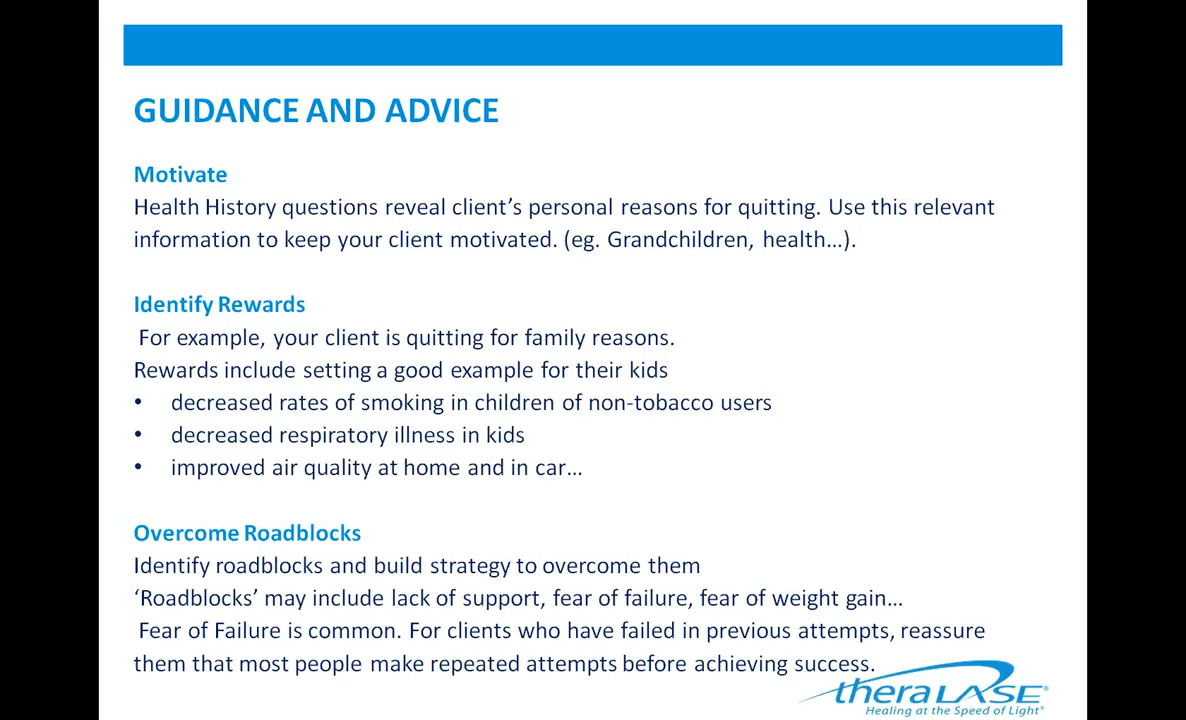 GUIDANCE AND ADVICE
Motivate
Health History questions reveal client's personal reasons for quitting. Use this relevant
information to keep your client motivated. (eg. Grandchildren, health…).
Identify Rewards
For example, your client is quitting for family reasons.
Rewards include setting a good example for their kids
• decreased rates of smoking in children of non-tobacco users
• decreased respiratory illness in kids
• improved air quality at home and in car…
Overcome Roadblocks
Identify roadblocks and build strategy to overcome them
‘Roadblocks’ may include lack of support, fear of failure, fear of weight gain…
Fear of Failure is common. For clients who have failed in previous attempts, reassure
them that most people make repeated attempts before achieving success.
theraLASE®
Healing at the Speed of Light®